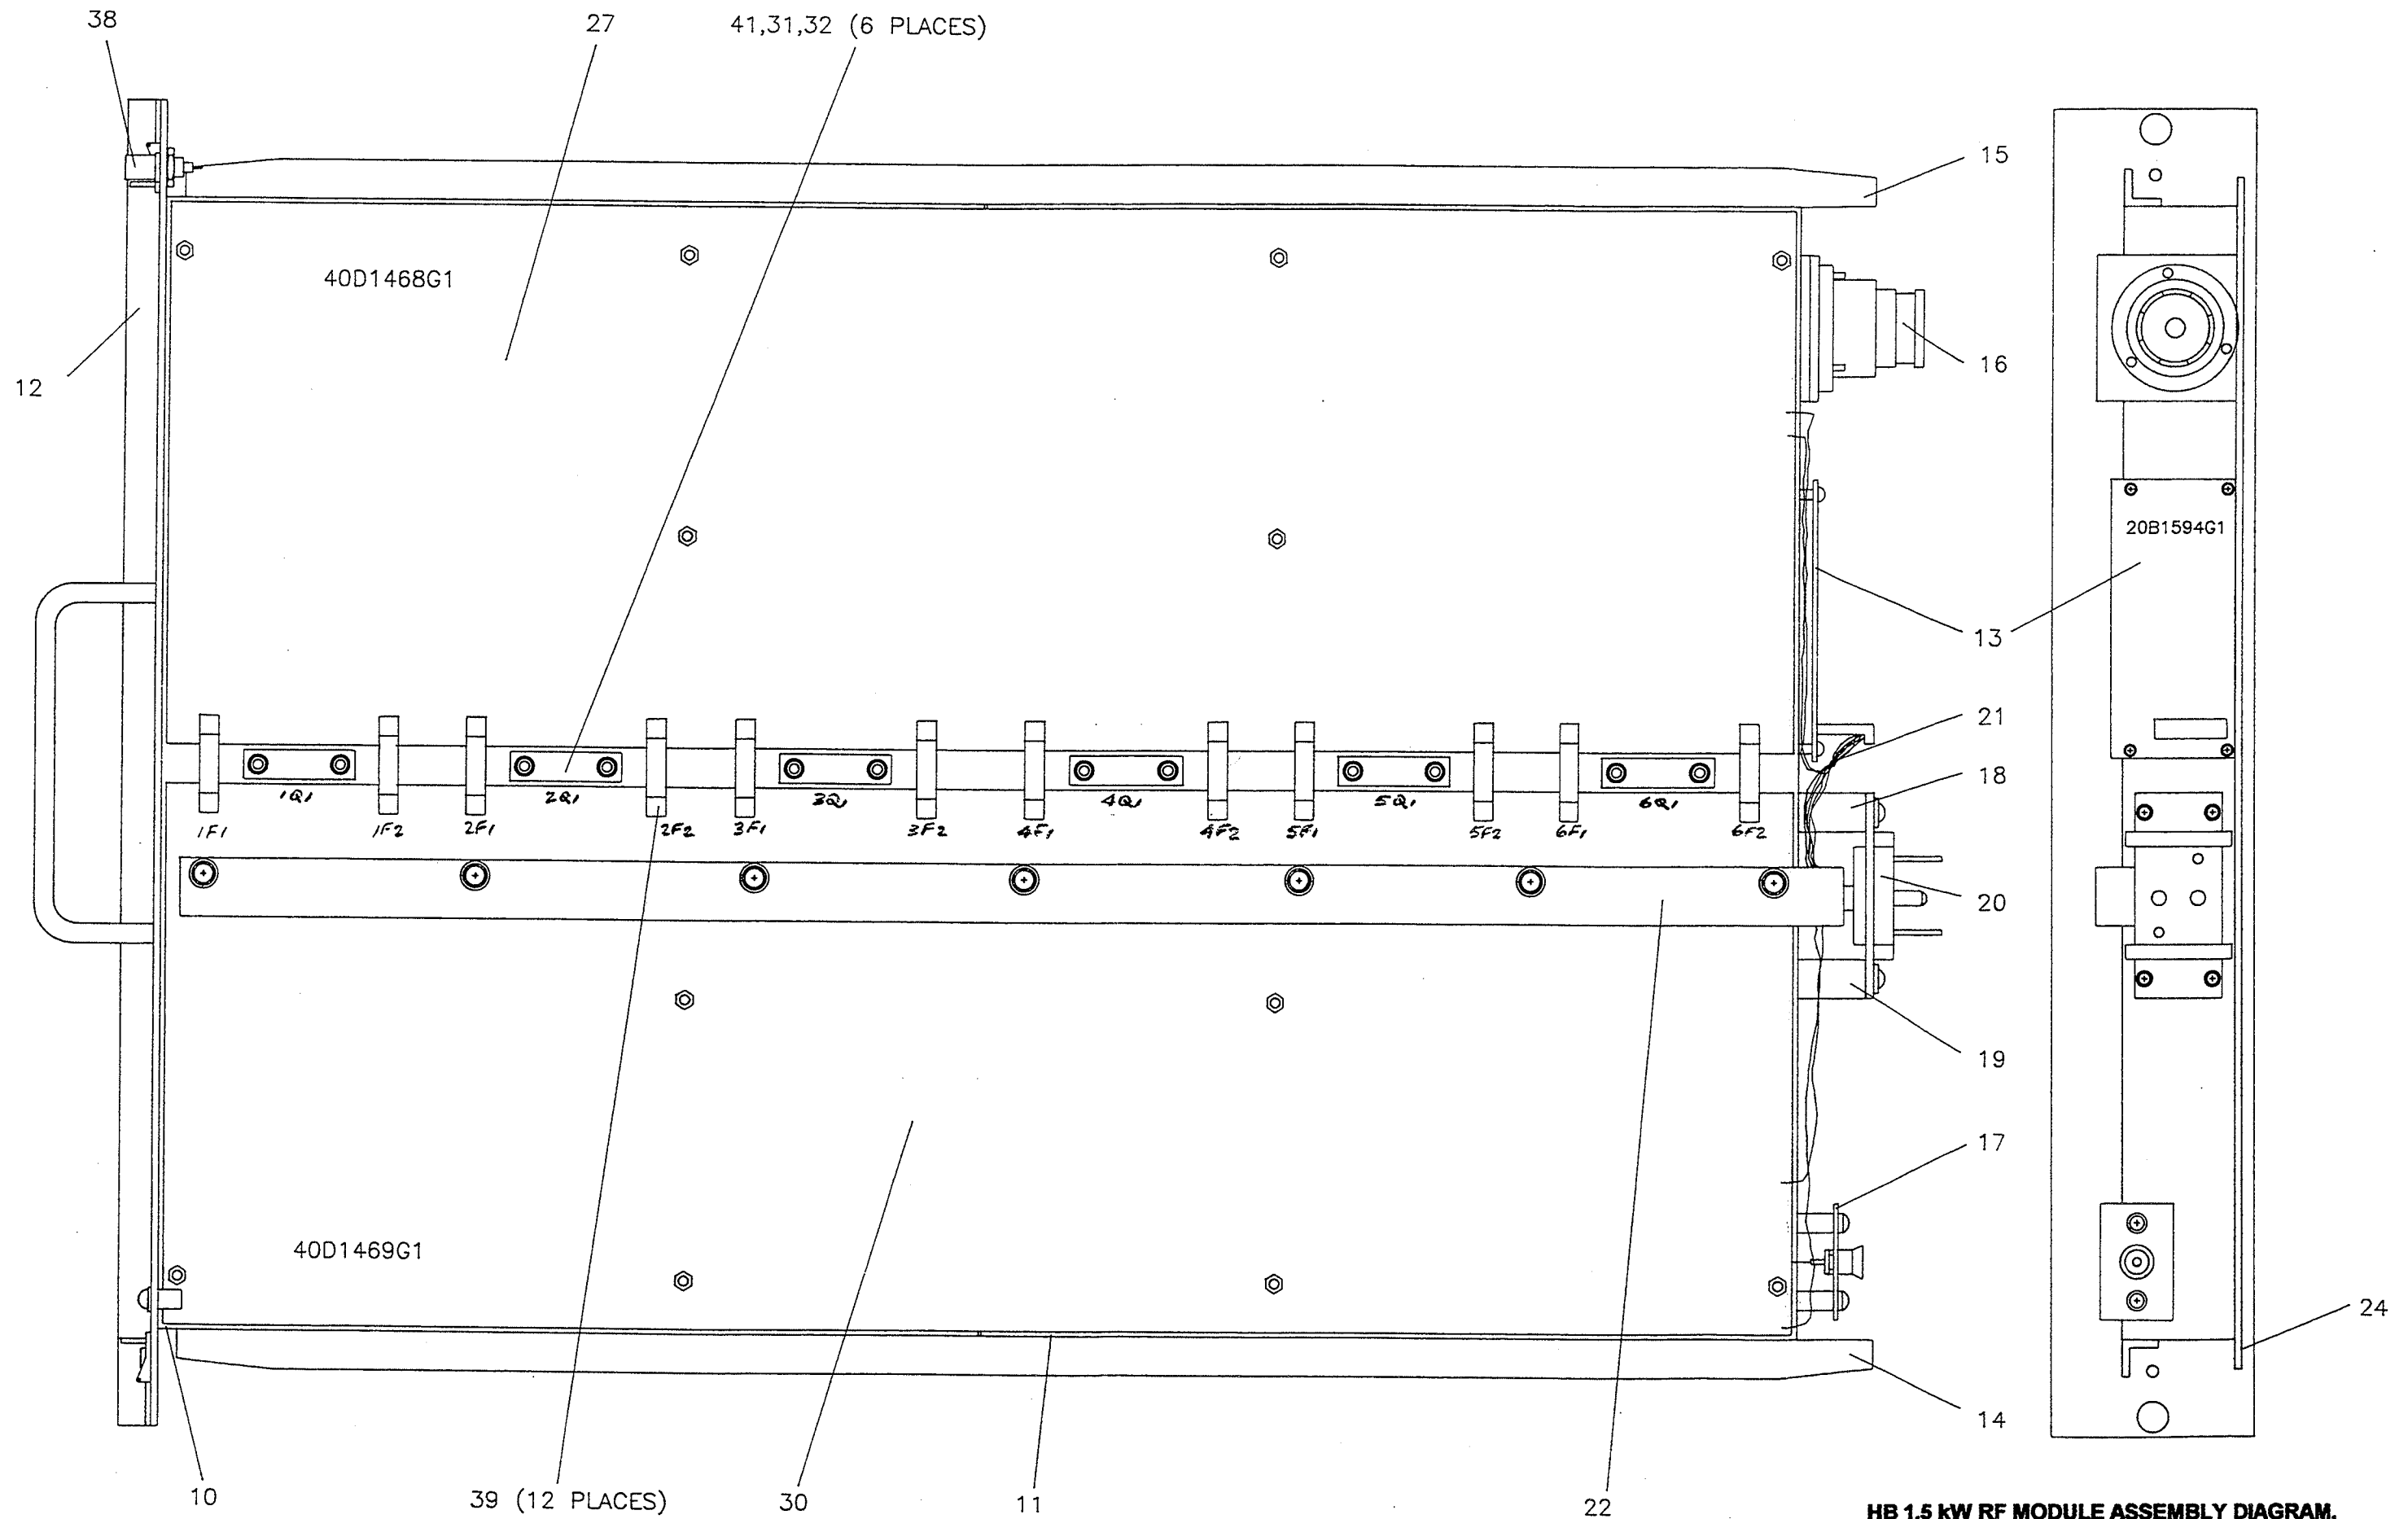 38
27
41,31,32 (6 PLACES)
15
40D1468G1
16
12
20B1594G1
13
21
18
1Q1
2Q1
3Q1
4Q1
5Q1
6Q1
1F1
1F2
2F1
2F2
3F1
3F2
4F1
4F2
5F1
5F2
6F1
6F2
20
19
17
40D1469G1
24
14
10
39 (12 PLACES)
30
11
22
HB 1.5 kW RF MODULE ASSEMBLY DIAGRAM.